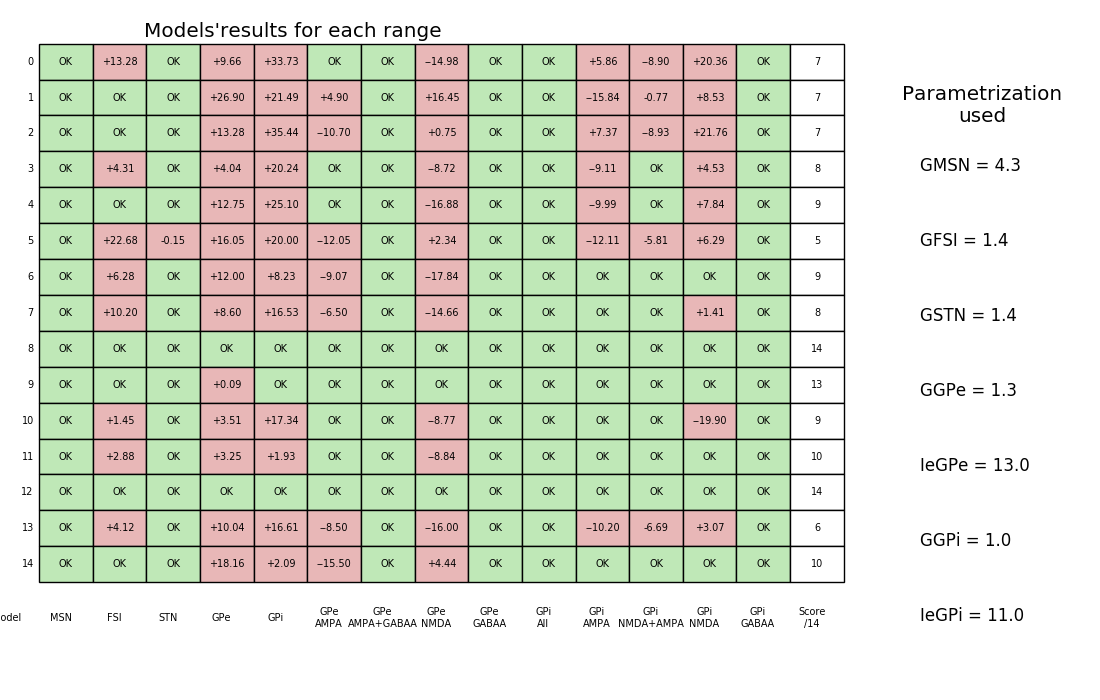 Models'results for each range
0 OK +13.28 OK +9.66 +33.73 OK OK −14.98 OK OK +5.86 −8.90 +20.36 OK 7
1 OK OK OK +26.90 +21.49 +4.90 OK +16.45 OK OK −15.84 -0.77 +8.53 OK 7
2 OK OK OK +13.28 +35.44 −10.70 OK +0.75 OK OK +7.37 −8.93 +21.76 OK 7
3 OK +4.31 OK +4.04 +20.24 OK OK −8.72 OK OK −9.11 OK +4.53 OK 8
4 OK OK OK +12.75 +25.10 OK OK −16.88 OK OK −9.99 OK +7.84 OK 9
5 OK +22.68 -0.15 +16.05 +20.00 −12.05 OK +2.34 OK OK −12.11 -5.81 +6.29 OK 5
6 OK +6.28 OK +12.00 +8.23 −9.07 OK −17.84 OK OK OK OK OK OK 9
7 OK +10.20 OK +8.60 +16.53 −6.50 OK −14.66 OK OK OK OK +1.41 OK 8
8 OK OK OK OK OK OK OK OK OK OK OK OK OK OK 14
9 OK OK OK +0.09 OK OK OK OK OK OK OK OK OK OK 13
10 OK +1.45 OK +3.51 +17.34 OK OK −8.77 OK OK OK OK −19.90 OK 9
11 OK +2.88 OK +3.25 +1.93 OK OK −8.84 OK OK OK OK OK OK 10
12 OK OK OK OK OK OK OK OK OK OK OK OK OK OK 14
13 OK +4.12 OK +10.04 +16.61 −8.50 OK −16.00 OK OK −10.20 -6.69 +3.07 OK 6
14 OK OK OK +18.16 +2.09 −15.50 OK +4.44 OK OK OK OK OK OK 10
odel MSN FSI STN GPe GPi GPe GPe GPe GPe GPi GPi GPi GPi GPi Score
AMPA AMPA+GABAA NMDA GABAA All AMPA NMDA+AMPA NMDA GABAA /14
Parametrization
used
GMSN = 4.3
GFSI = 1.4
GSTN = 1.4
GGPe = 1.3
IeGPe = 13.0
GGPi = 1.0
IeGPi = 11.0